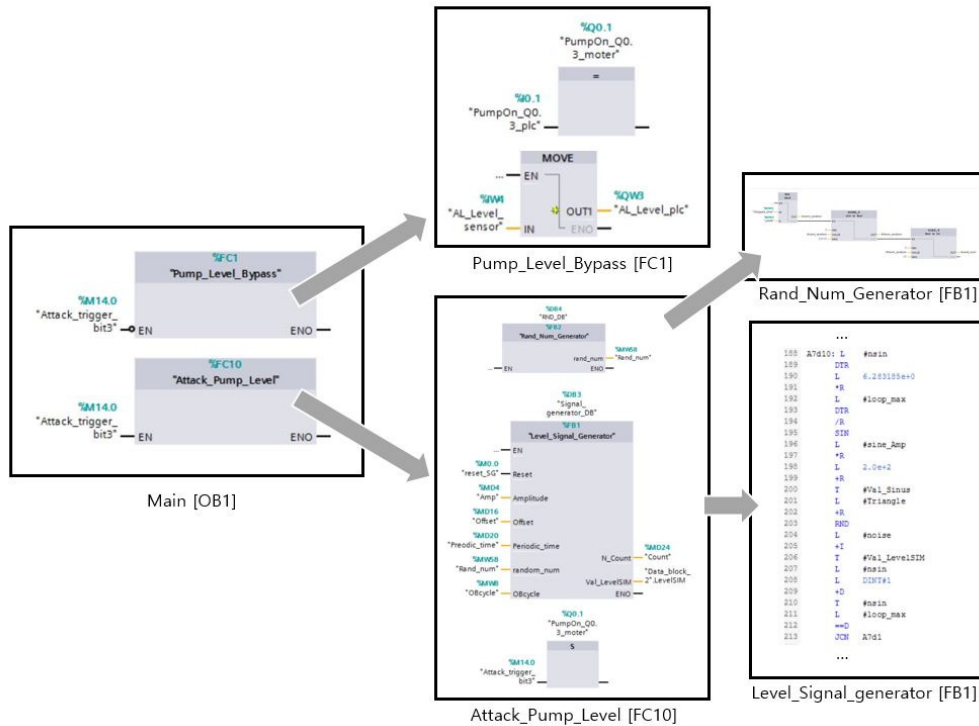 %Q0.1
"PumpOn_Q0.
3_moter"
=
%I0.1
"PumpOn_Q0.
3_plc"
MOVE
... EN
%IW4
"AL_Level_
sensor"
IN
OUT1
%QW3
"AL_Level_plc"
ENO
Pump_Level_Bypass [FC1]
%FC1
"Pump_Level_Bypass"
%M14.0
"Attack_trigger_
bit3"
EN
ENO
%FC10
"Attack_Pump_Level"
%M14.0
"Attack_trigger_
bit3"
EN
ENO
Main [OB1]
%DB4
"RND_DB"
%FB2
"Rand_Num_Generator"
rand_num
%MW58
"Rand_num"
... EN
ENO
%DB3
"Signal_
generator_DB"
%FB1
"Level_Signal_Generator"
... EN
%M0.0
"reset_SG"
Reset
%MD4
"Amp"
Amplitude
%MD16
"Offset"
Offset
%MD20
"Preodic_time"
Periodic_time
%MW58
"Rand_num"
random_num
%MW8
"OBcycle"
OBcycle
N_Count
%MD24
"Count"
Val_LevelSIM
"Data_block_
2".LevelSIM
ENO
%Q0.1
"PumpOn_Q0.
3_moter"
S
%M14.0
"Attack_trigger_
bit3"
Attack_Pump_Level [FC10]
Rand_Num_Generator [FB1]
...
188 A7d10: L #nsin
189 DTR
190 L 6.283185e+0
191 *R
192 L #loop_max
193 DTR
194 /R
195 SIN
196 L #sine_Amp
197 *R
198 L 2.0e+2
199 +R
200 T #Val_Sinus
201 L #Triangle
202 +R
203 RND
204 L #noise
205 +I
206 T #Val_LevelSIM
207 L #nsin
208 L DINT#1
209 +D
210 T #nsin
211 L #loop_max
212 ==D
213 JCN A7d1
...
Level_Signal_generator [FB1]